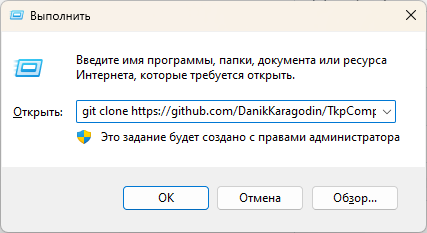 Выполнить
Введите имя программы, папки, документа или ресурса
Интернета, которые требуется открыть.
Открыть: git clone https://github.com/DanikKaragodin/TkpComp
Это задание будет создано с правами администратора
ОК Отмена Обзор...